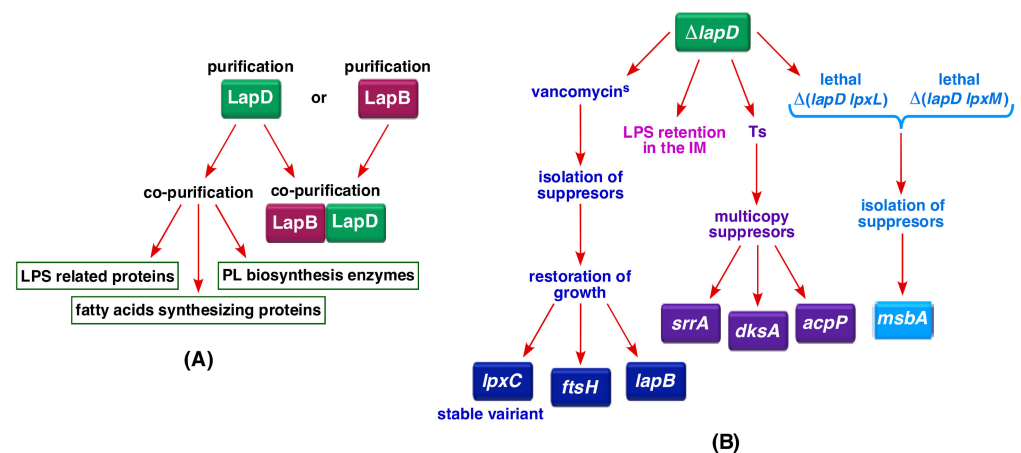 purification
LapD
or
purification
LapB
co-purification
co-purification
LapB LapD
LPS related proteins
PL biosynthesis enzymes
fatty acids synthesizing proteins
(A)
ΔlapD
vancomycinˢ
LPS retention
in the IM
Ts
lethal
Δ(lapD lpxL)
lethal
Δ(lapD lpxM)
isolation of
suppresors
multicopy
suppresors
isolation of
suppresors
restoration of
growth
srrA
dksA
acpP
msbA
lpxC
ftsH
lapB
stable vairiant
(B)